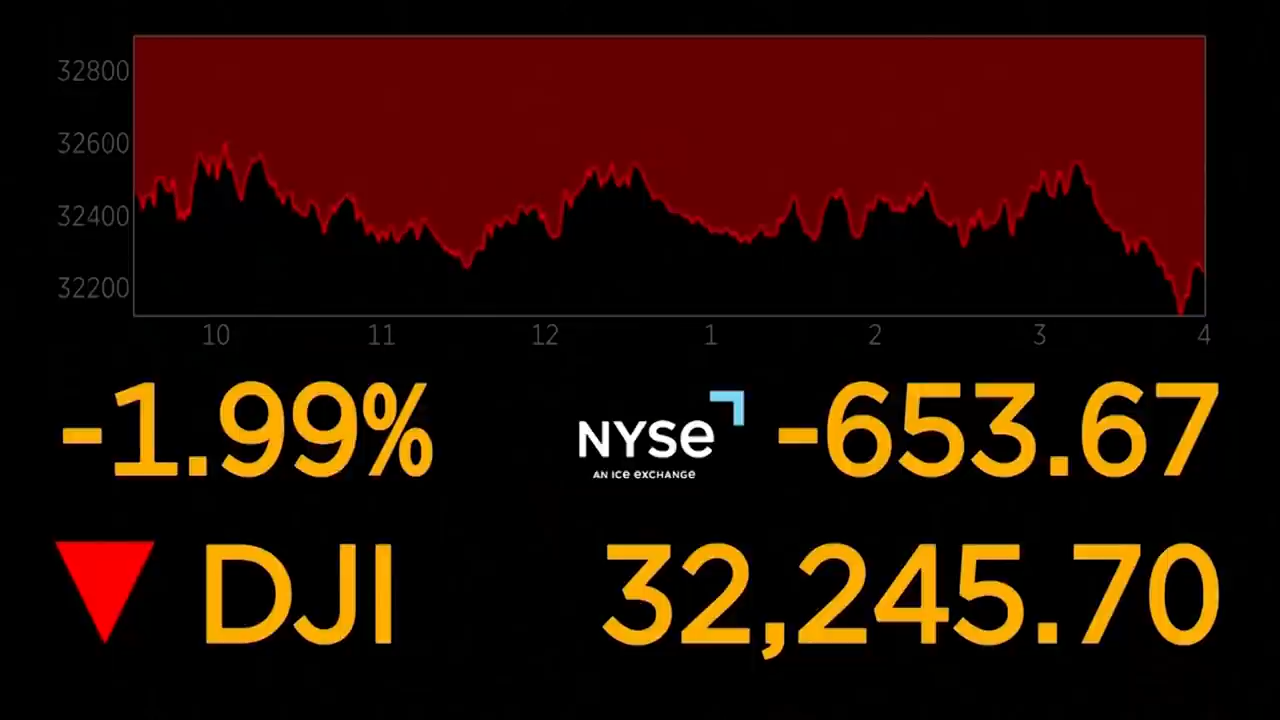 32800
32600
32400
32200
10 11 12 1 2 3 4
-1.99% NYSE -653.67
AN ICE EXCHANGE
DJI 32,245.70